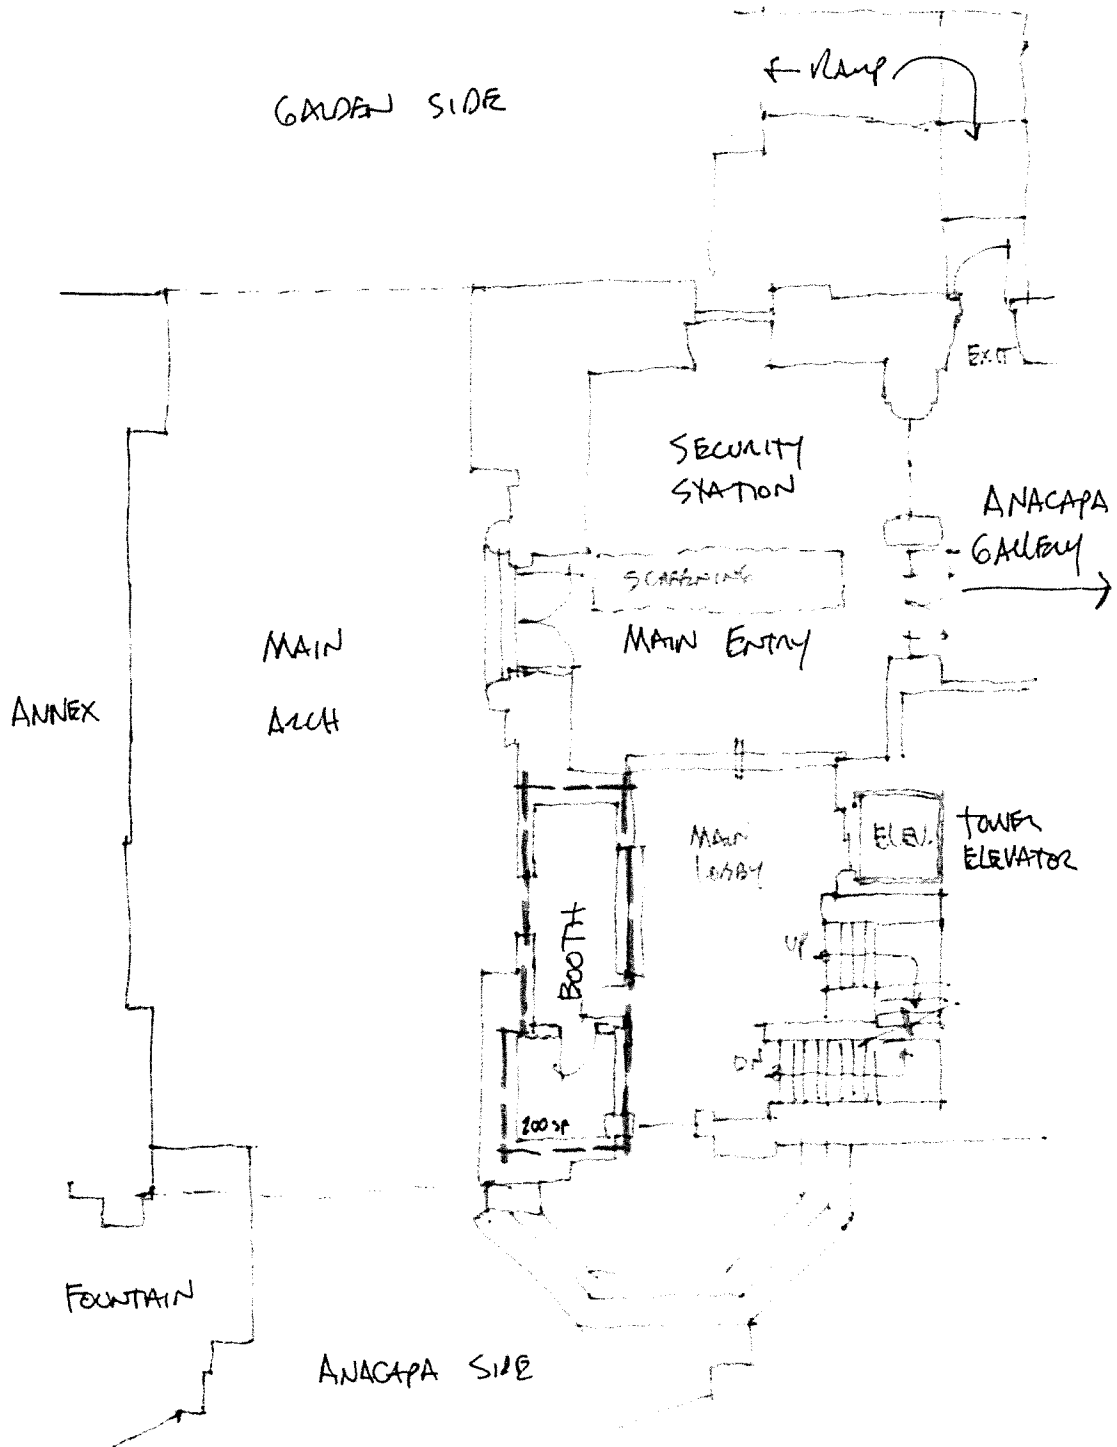 ← RAMP
GARDEN SIDE
EXIT
SECURITY
STATION
ANACAPA
GALLERY
SCREENING
MAIN ENTRY
MAIN
ARCH
ANNEX
MAIN
LOBBY
ELEV.
TOWER
ELEVATOR
BOOTH
UP
DN
200 SF
FOUNTAIN
ANACAPA SIDE